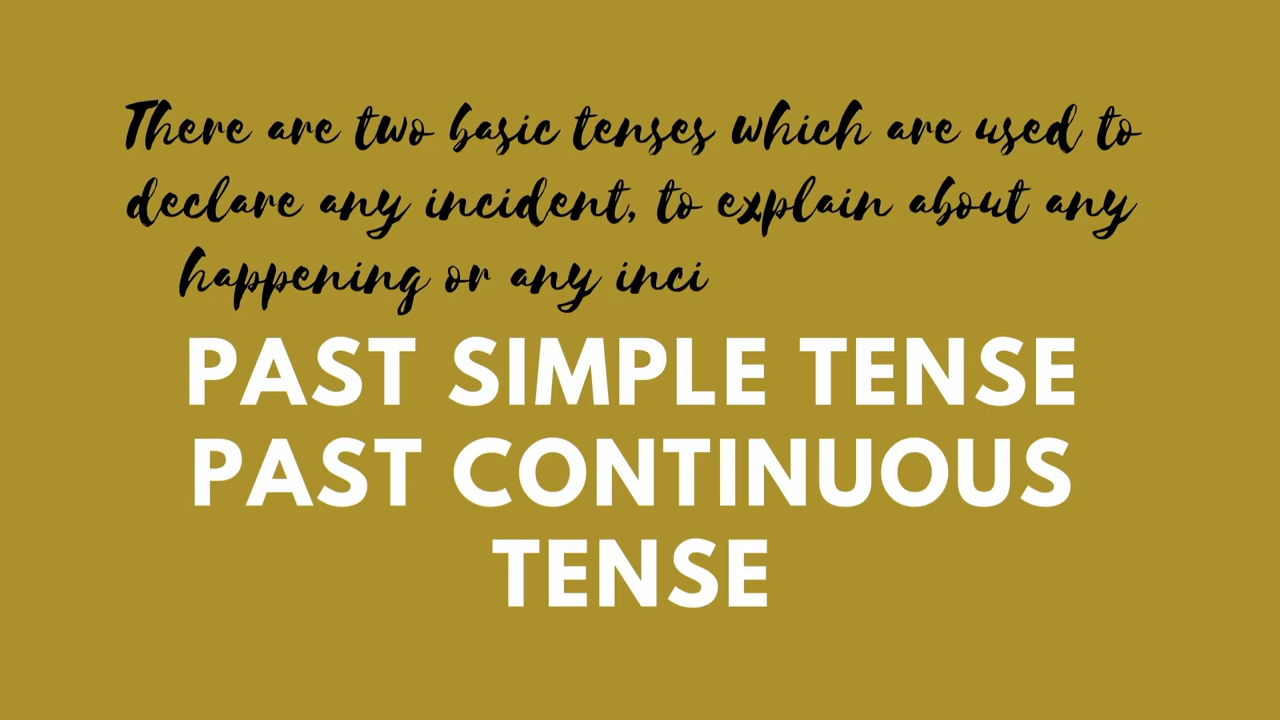 There are two basic tenses which are used to
declare any incident, to explain about any
happening or any inci
PAST SIMPLE TENSE
PAST CONTINUOUS
TENSE